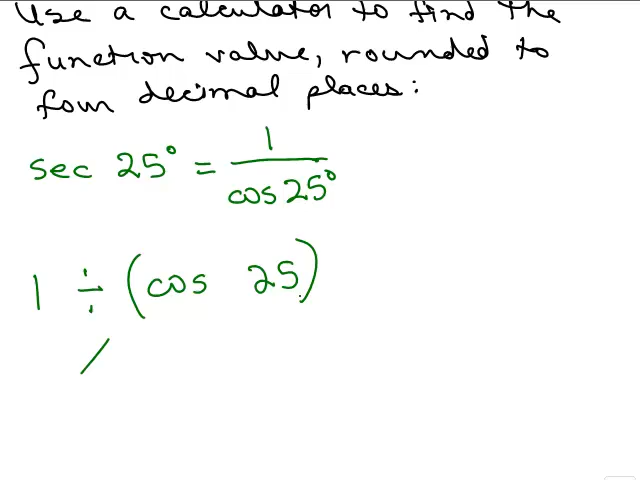 Use a calculator to find the
function value, rounded to
four decimal places:
sec 25° = 1 / cos 25°
1 ÷ (cos 25)
/